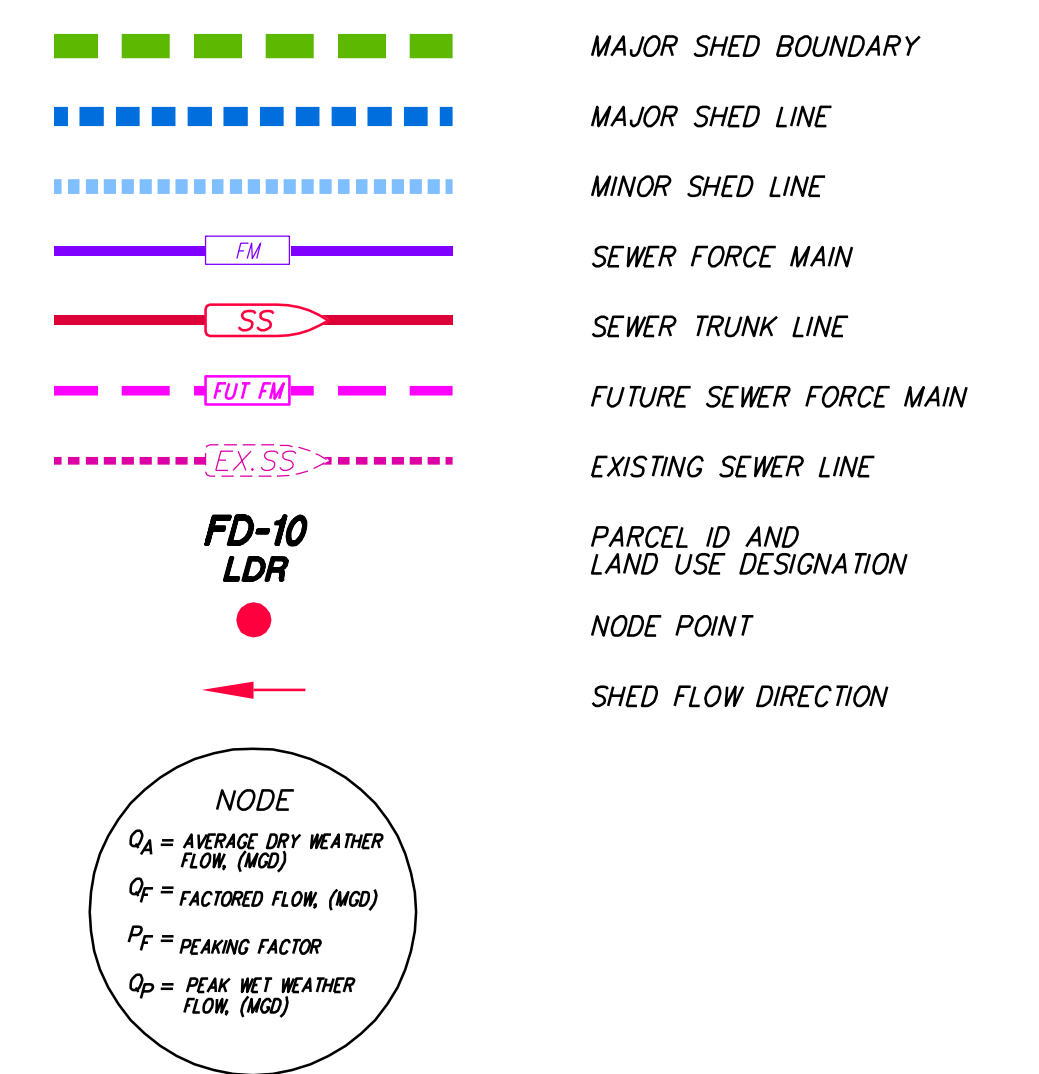 MAJOR SHED BOUNDARY
MAJOR SHED LINE
MINOR SHED LINE
FM SEWER FORCE MAIN
SS SEWER TRUNK LINE
FUT FM FUTURE SEWER FORCE MAIN
EX.SS EXISTING SEWER LINE
FD-10
LDR
PARCEL ID AND
LAND USE DESIGNATION
NODE POINT
SHED FLOW DIRECTION
NODE
QA = AVERAGE DRY WEATHER
FLOW, (MGD)
QF = FACTORED FLOW, (MGD)
PF = PEAKING FACTOR
QP = PEAK WET WEATHER
FLOW, (MGD)